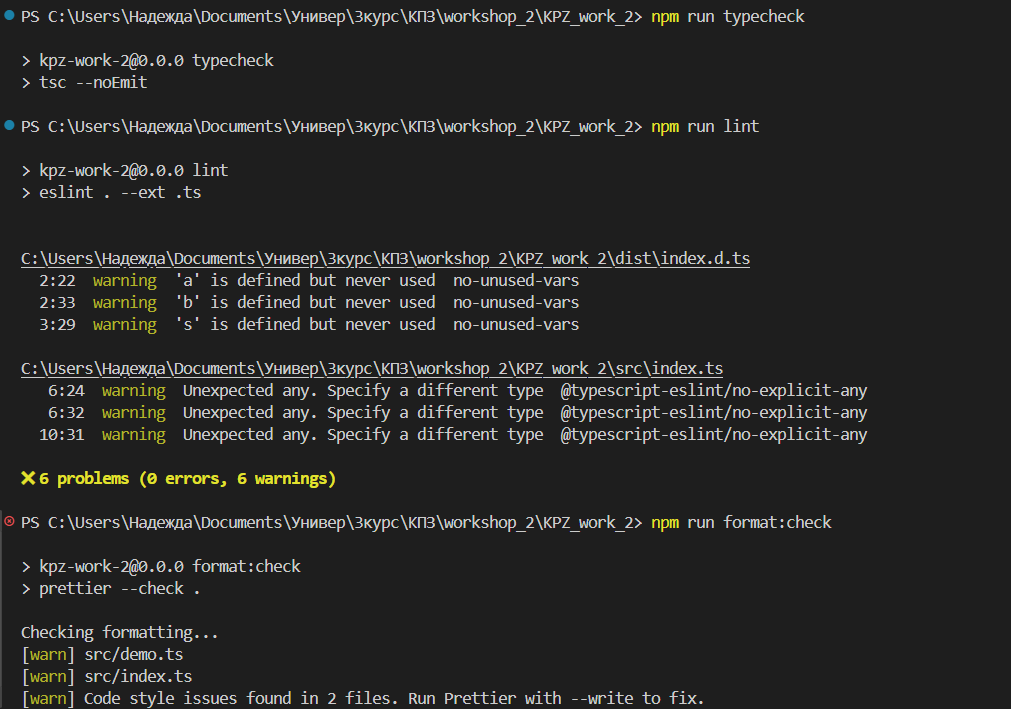 PS C:\Users\Надежда\Documents\Универ\3курс\КПЗ\workshop_2\KPZ_work_2> npm run typecheck
> kpz-work-2@0.0.0 typecheck
> tsc --noEmit
PS C:\Users\Надежда\Documents\Универ\3курс\КПЗ\workshop_2\KPZ_work_2> npm run lint
> kpz-work-2@0.0.0 lint
> eslint . --ext .ts
C:\Users\Надежда\Documents\Универ\3курс\КПЗ\workshop_2\KPZ_work_2\dist\index.d.ts
2:22 warning 'a' is defined but never used no-unused-vars
2:33 warning 'b' is defined but never used no-unused-vars
3:29 warning 's' is defined but never used no-unused-vars
C:\Users\Надежда\Documents\Универ\3курс\КПЗ\workshop_2\KPZ_work_2\src\index.ts
6:24 warning Unexpected any. Specify a different type @typescript-eslint/no-explicit-any
6:32 warning Unexpected any. Specify a different type @typescript-eslint/no-explicit-any
10:31 warning Unexpected any. Specify a different type @typescript-eslint/no-explicit-any
✖ 6 problems (0 errors, 6 warnings)
PS C:\Users\Надежда\Documents\Универ\3курс\КПЗ\workshop_2\KPZ_work_2> npm run format:check
> kpz-work-2@0.0.0 format:check
> prettier --check .
Checking formatting...
[warn] src/demo.ts
[warn] src/index.ts
[warn] Code style issues found in 2 files. Run Prettier with --write to fix.